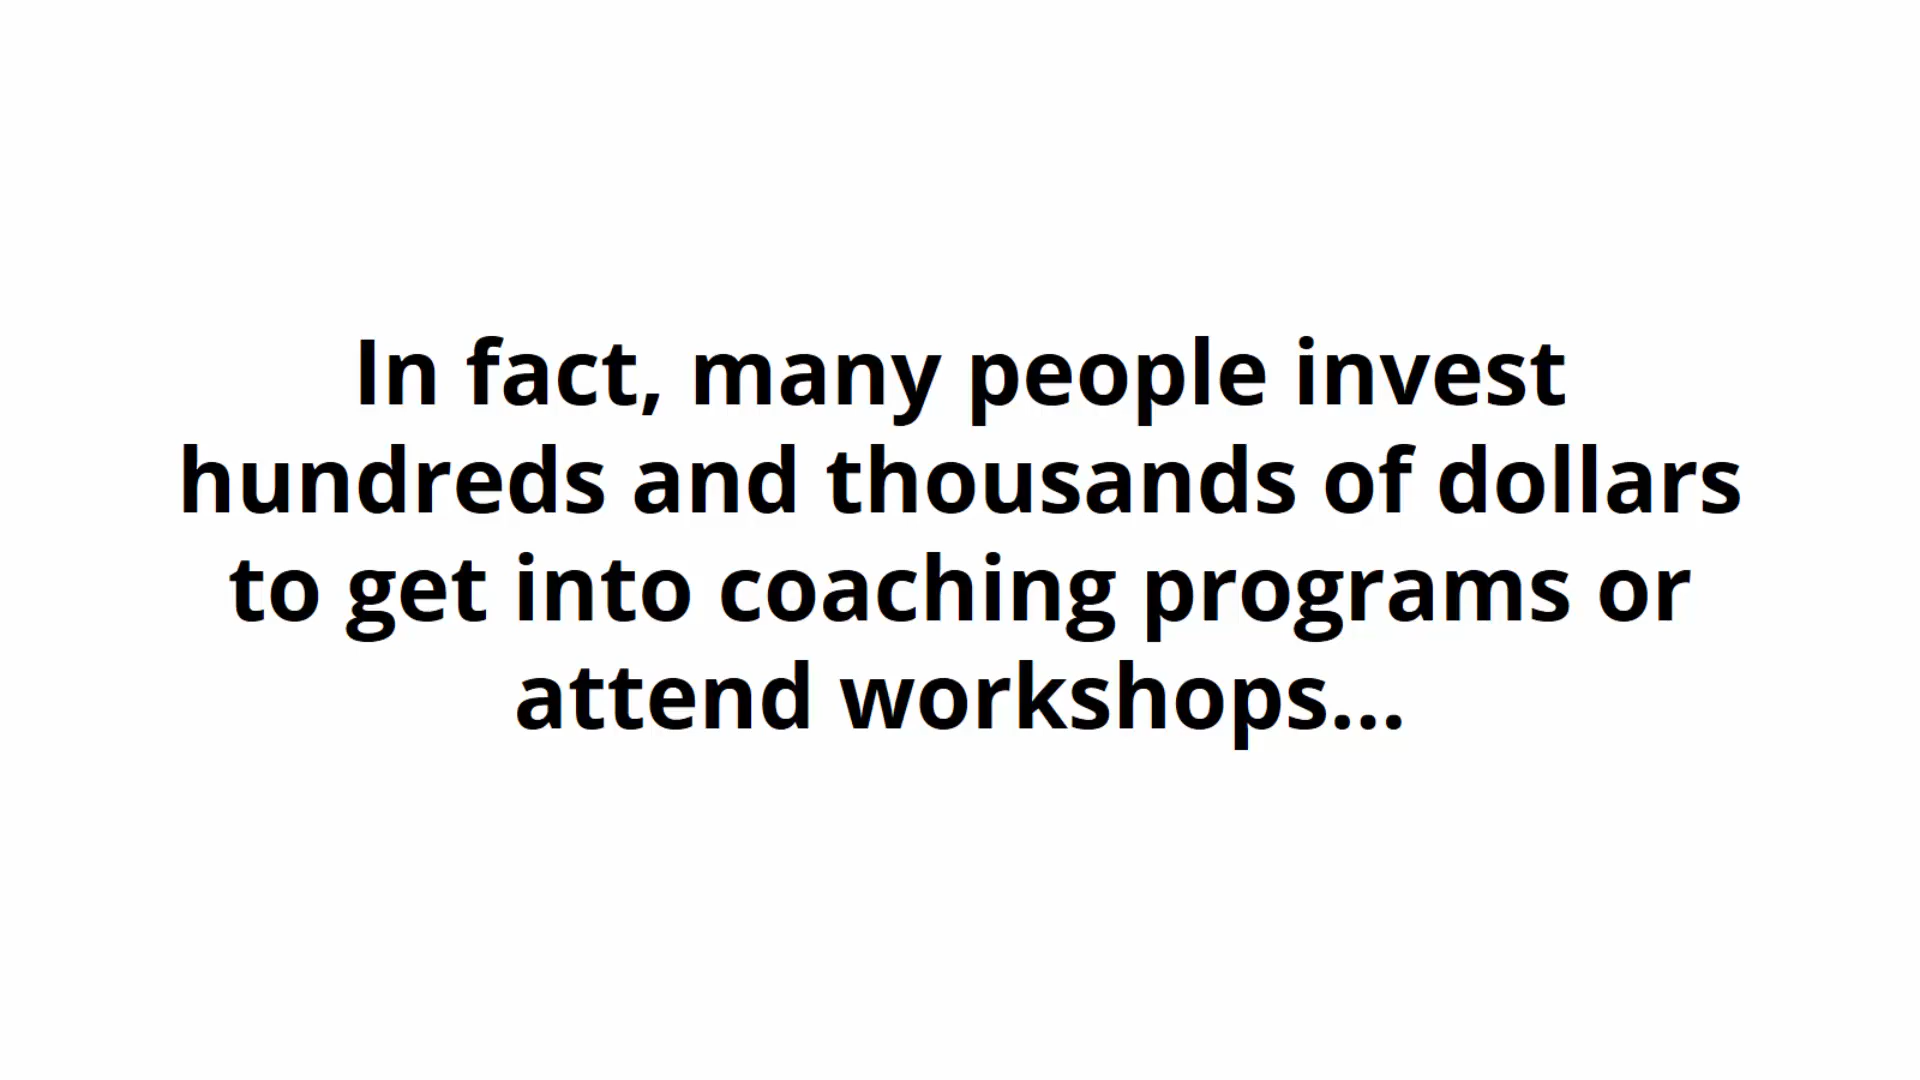 In fact, many people invest
hundreds and thousands of dollars
to get into coaching programs or
attend workshops...